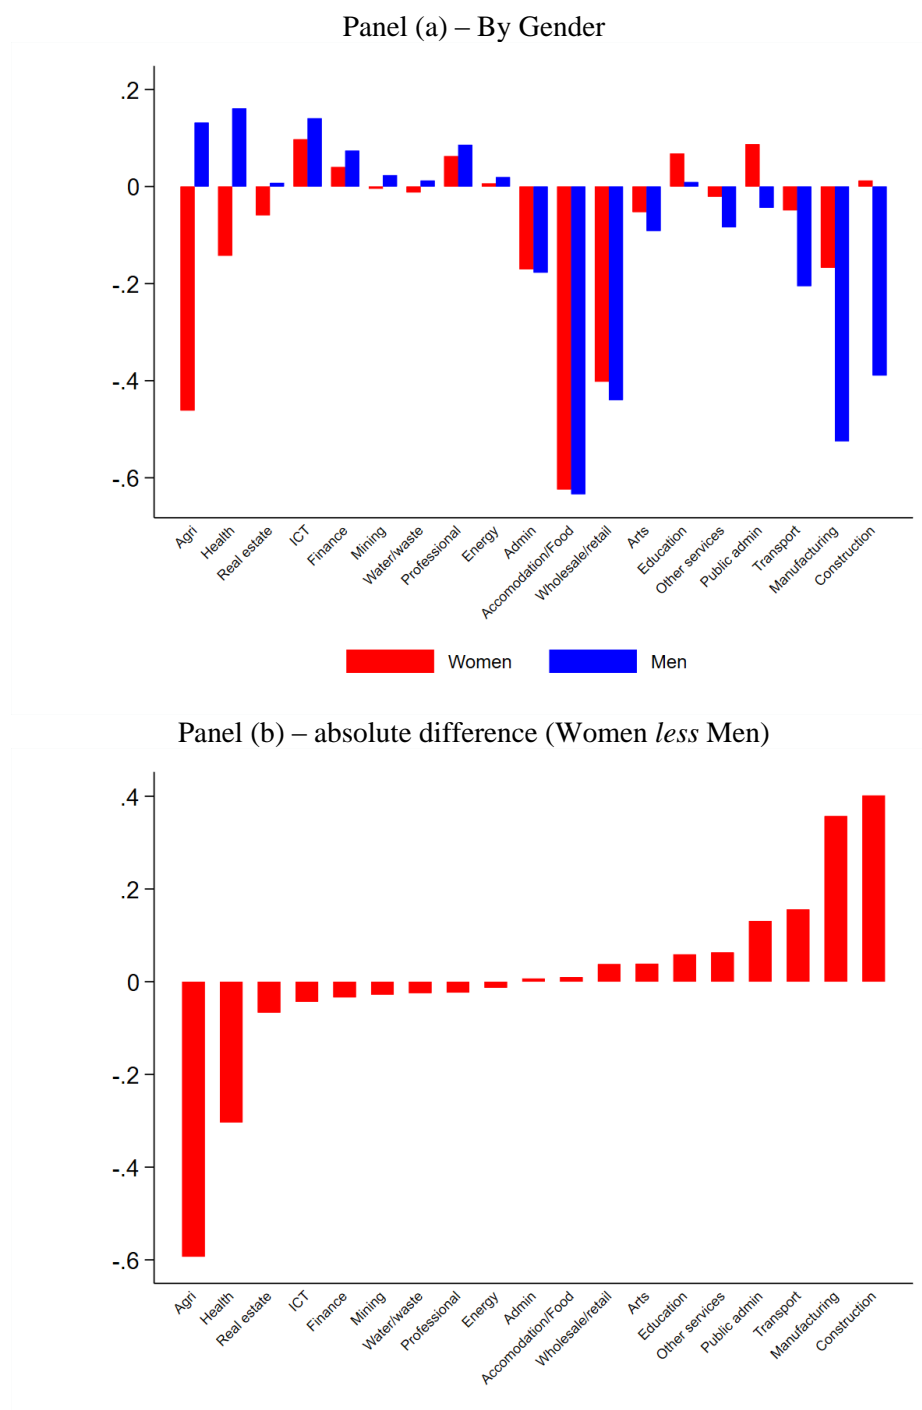 Panel (a) – By Gender
.2
0
-.2
-.4
-.6
Agri
Health
Real estate
ICT
Finance
Mining
Water/waste
Professional
Energy
Admin
Accomodation/Food
Wholesale/retail
Arts
Education
Other services
Public admin
Transport
Manufacturing
Construction
Women
Men
Panel (b) – absolute difference (Women less Men)
.4
.2
0
-.2
-.4
-.6
Agri
Health
Real estate
ICT
Finance
Mining
Water/waste
Professional
Energy
Admin
Accomodation/Food
Wholesale/retail
Arts
Education
Other services
Public admin
Transport
Manufacturing
Construction